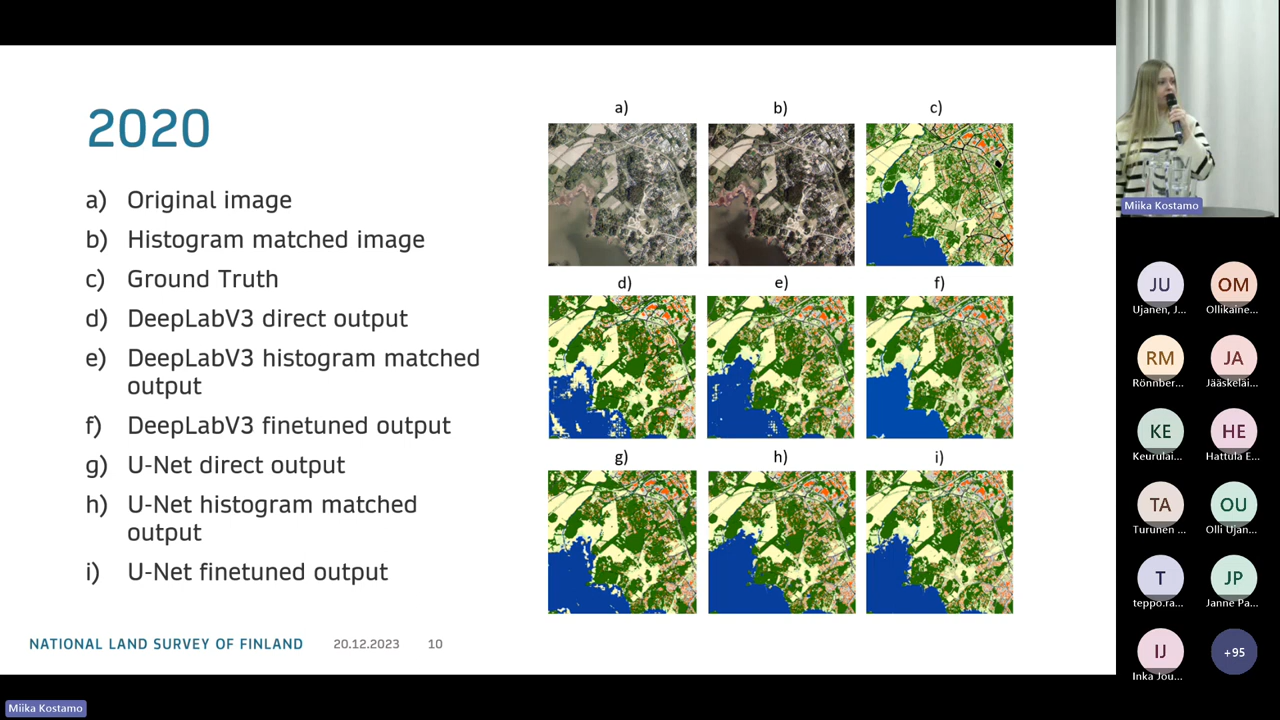 2020
a) Original image
b) Histogram matched image
c) Ground Truth
d) DeepLabV3 direct output
e) DeepLabV3 histogram matched
output
f) DeepLabV3 finetuned output
g) U-Net direct output
h) U-Net histogram matched
output
i) U-Net finetuned output
a) b) c)
d) e) f)
g) h) i)
NATIONAL LAND SURVEY OF FINLAND 20.12.2023 10
Miika Kostamo
Miika Kostamo
JU OM
Ujanen, J... Ollikaine...
RM JA
Rönnber... Jääskeläi...
KE HE
Keurulai... Hattula E...
TA OU
Turunen ... Olli Ujan...
T JP
teppo.ra... Janne Pa...
IJ +95
Inka Jou...